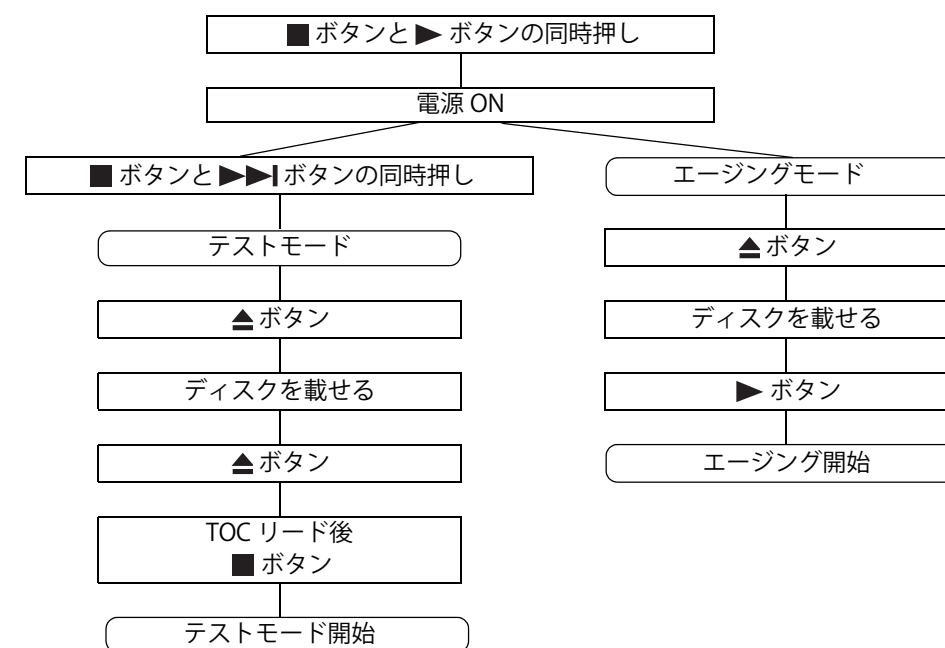 ■ ボタンと ▶ ボタンの同時押し
電源 ON
■ ボタンと ▶▶I ボタンの同時押し
テストモード
⏏ ボタン
ディスクを載せる
⏏ ボタン
TOC リード後
■ ボタン
テストモード開始
エージングモード
⏏ ボタン
ディスクを載せる
▶ ボタン
エージング開始